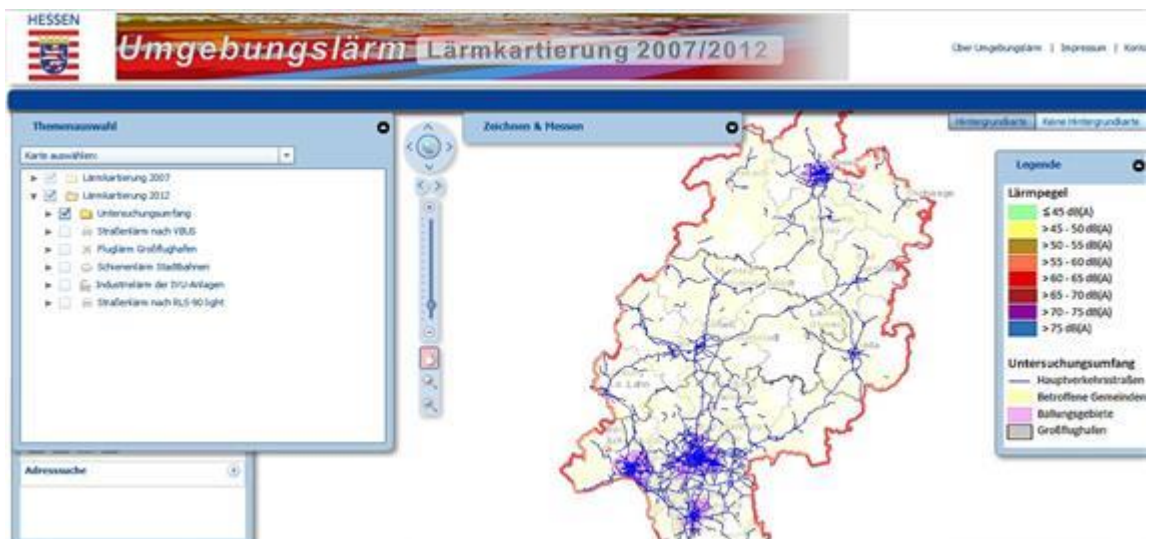 HESSEN
Umgebungslärm Lärmkartierung 2007/2012
Über Umgebungslärm | Impressum |
Themenauswahl
Zeichnen & Messen
Hintergrundkarte Keine Hintergrundkarte
Karte auswählen:
Lärmkartierung 2007
Lärmkartierung 2012
Untersuchungsumfang
Straßenlärm nach VBUS
Fluglärm Großflughafen
Schienenlärm Stadtbahnen
Industrielärm der IVU-Anlagen
Straßenlärm nach RLS-90 light
Adresssuche
Legende
Lärmpegel
≤ 45 dB(A)
> 45 - 50 dB(A)
> 50 - 55 dB(A)
> 55 - 60 dB(A)
> 60 - 65 dB(A)
> 65 - 70 dB(A)
> 70 - 75 dB(A)
> 75 dB(A)
Untersuchungsumfang
Hauptverkehrsstraßen
Betroffene Gemeinden
Ballungsgebiete
Großflughafen